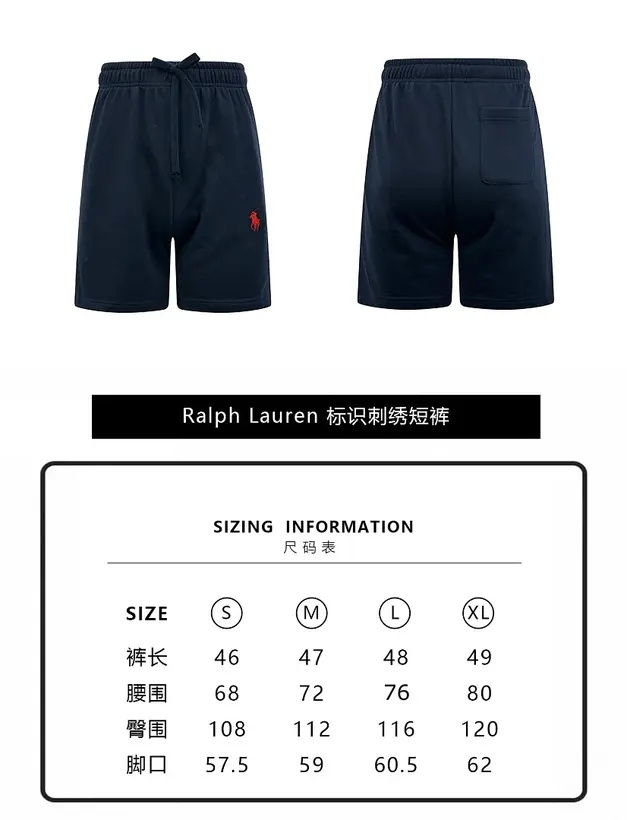 Ralph Lauren 标识刺绣短裤
SIZING INFORMATION
尺码表
SIZE S M L XL
裤长 46 47 48 49
腰围 68 72 76 80
臀围 108 112 116 120
脚口 57.5 59 60.5 62